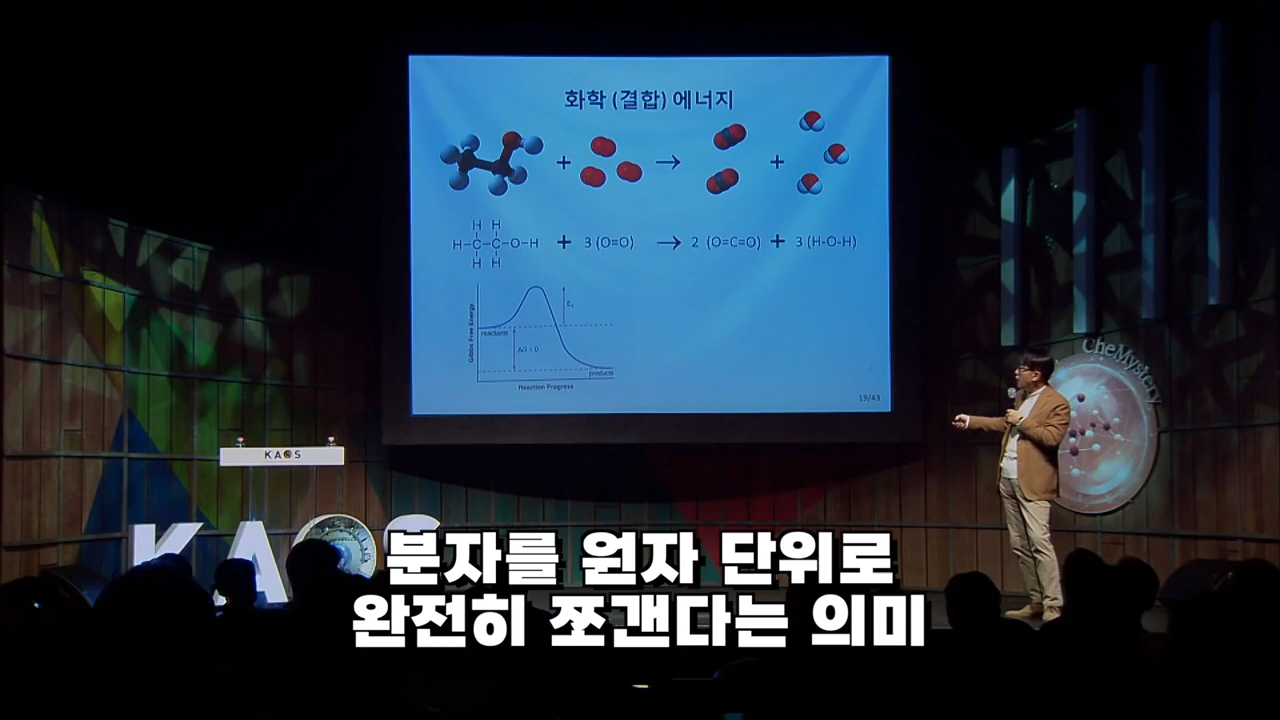 화학 (결합) 에너지
+ → +
H H
H-C-C-O-H + 3 (O=O) → 2 (O=C=O) + 3 (H-O-H)
H H
Gibbs Free Energy
reactants
Eₐ
ΔG < 0
products
Reaction Progress
19/43
CheMystery
KAOS
KAOS
분자를 원자 단위로
완전히 쪼갠다는 의미